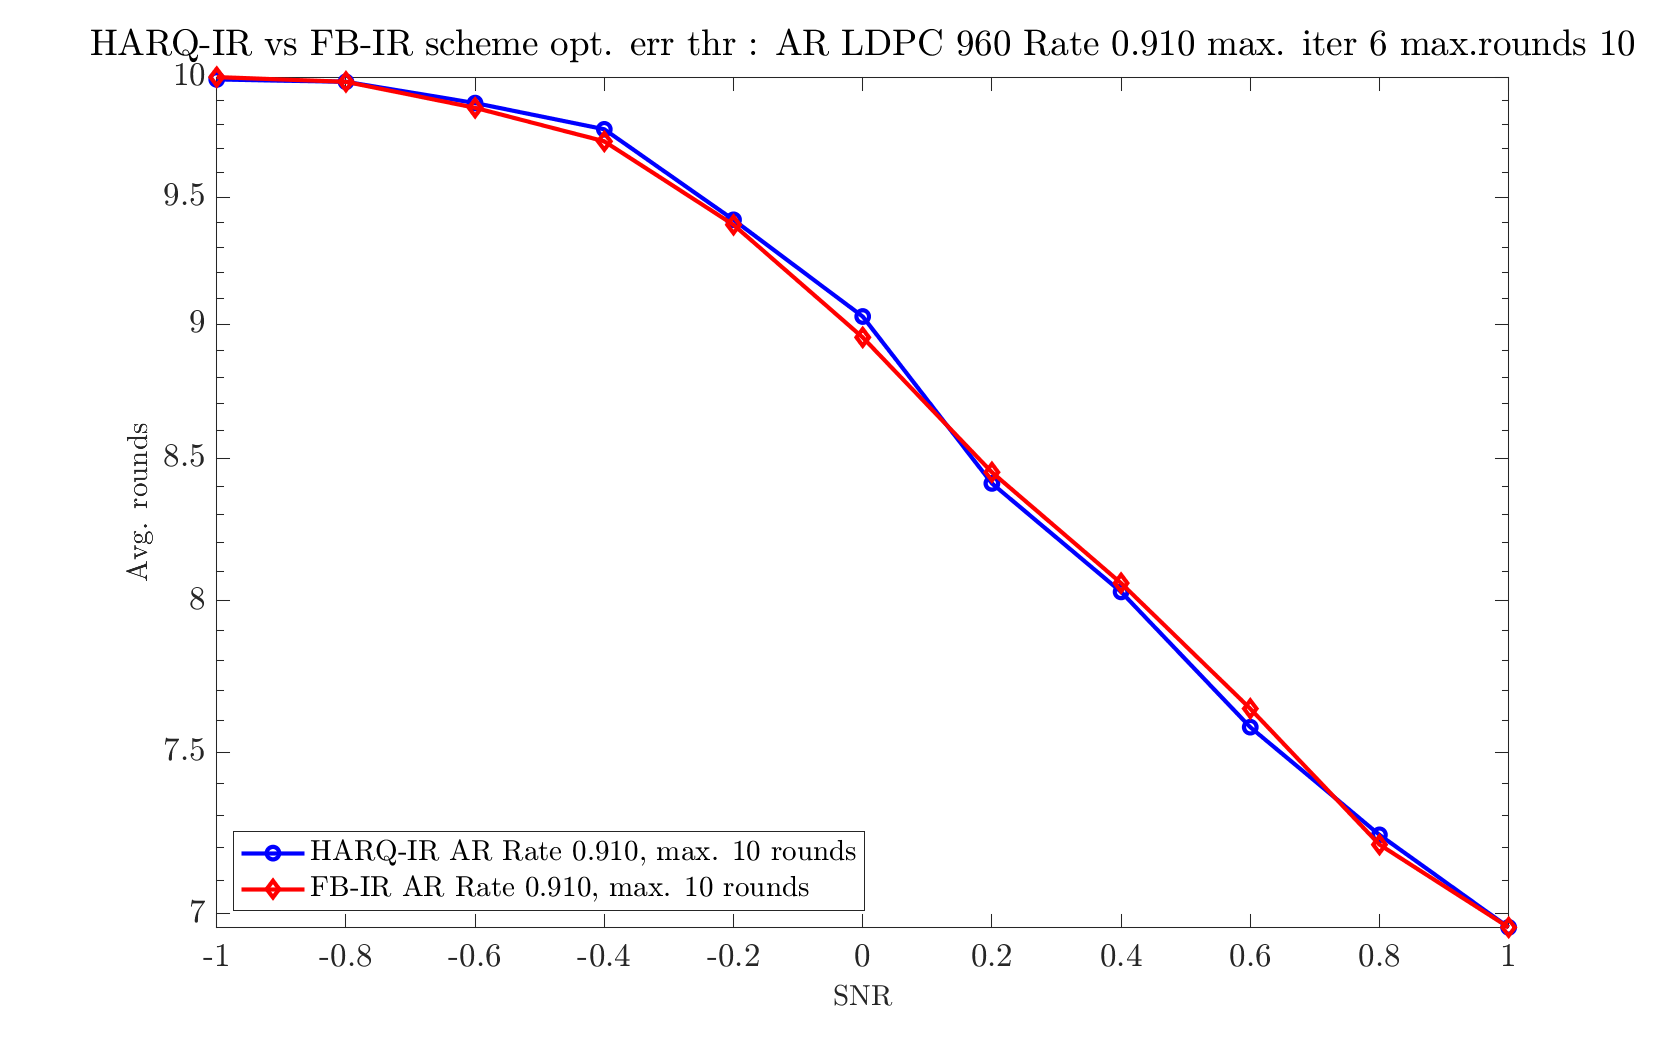 HARQ-IR vs FB-IR scheme opt. err thr : AR LDPC 960 Rate 0.910 max. iter 6 max.rounds 10
10
9.5
9
8.5
8
7.5
7
Avg. rounds
HARQ-IR AR Rate 0.910, max. 10 rounds
FB-IR AR Rate 0.910, max. 10 rounds
-1 -0.8 -0.6 -0.4 -0.2 0 0.2 0.4 0.6 0.8 1
SNR